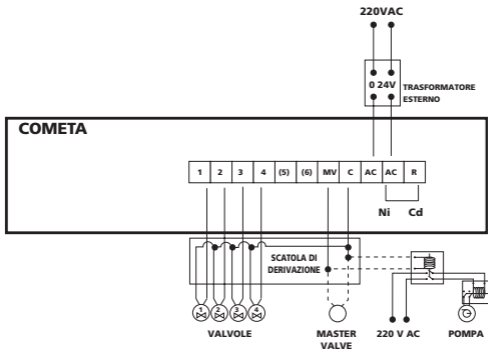 220VAC
0 24V
TRASFORMATORE
ESTERNO
COMETA
1 2 3 4 (5) (6) MV C AC AC R
Ni Cd
SCATOLA DI
DERIVAZIONE
1 2 3 4
VALVOLE
MASTER
VALVE
220 V AC
POMPA